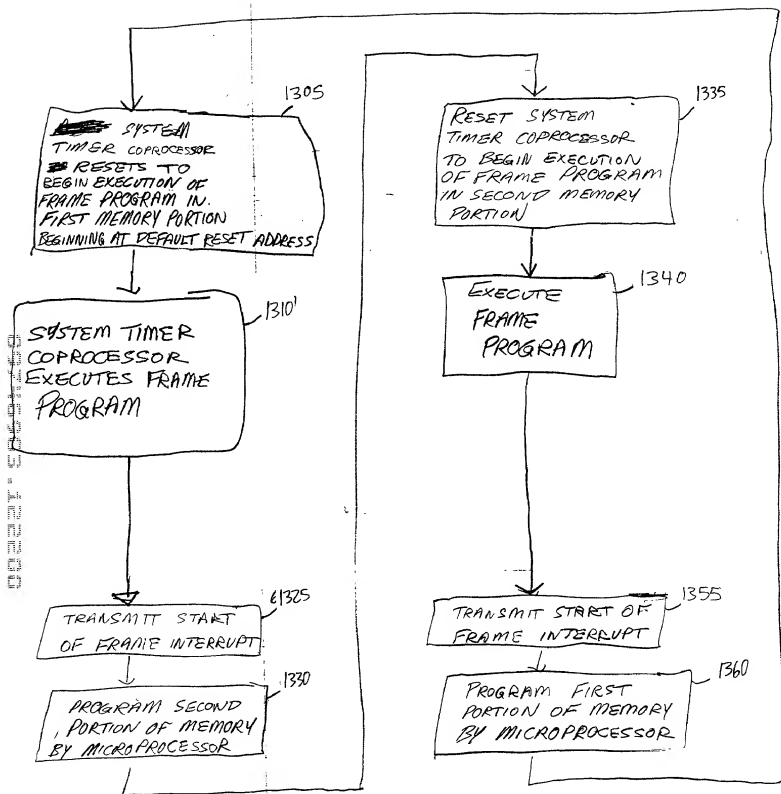 1305
SYSTEM
TIMER COPROCESSOR
RESETS TO
BEGIN EXECUTION OF
FRAME PROGRAM IN
FIRST MEMORY PORTION
BEGINNING AT DEFAULT RESET ADDRESS
1310'
SYSTEM TIMER
COPROCESSOR
EXECUTES FRAME
PROGRAM
1325
TRANSMIT START
OF FRAME INTERRUPT
1330
PROGRAM SECOND
PORTION OF MEMORY
BY MICROPROCESSOR
1335
RESET SYSTEM
TIMER COPROCESSOR
TO BEGIN EXECUTION
OF FRAME PROGRAM
IN SECOND MEMORY
PORTION
1340
EXECUTE
FRAME
PROGRAM
1355
TRANSMIT START OF
FRAME INTERRUPT
1360
PROGRAM FIRST
PORTION OF MEMORY
BY MICROPROCESSOR